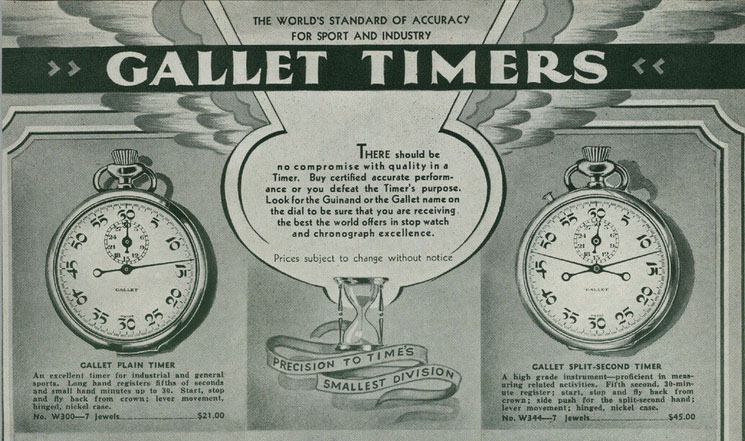 THE WORLD'S STANDARD OF ACCURACY
FOR SPORT AND INDUSTRY
>> GALLET TIMERS <<
THERE should be
no compromise with quality in a
Timer. Buy certified accurate perform-
ance or you defeat the Timer's purpose.
Look for the Guinand or the Gallet name on
the dial to be sure that you are receiving
the best the world offers in stop watch
and chronograph excellence.
Prices subject to change without notice
GALLET
GALLET
PRECISION TO TIME'S
SMALLEST DIVISION
GALLET PLAIN TIMER
An excellent timer for industrial and general
sports. Long hand registers fifths of seconds
and small hand minutes up to 30. Start, stop
and fly back from crown; lever movement,
hinged, nickel case.
No. W300—7 Jewels $21.00
GALLET SPLIT-SECOND TIMER
A high grade instrument—proficient in meas-
uring related activities. Fifth second, 30-min-
ute register; start, stop and fly back from
crown; side push for the split-second hand;
lever movement; hinged, nickel case.
No. W344—7 Jewels $45.00